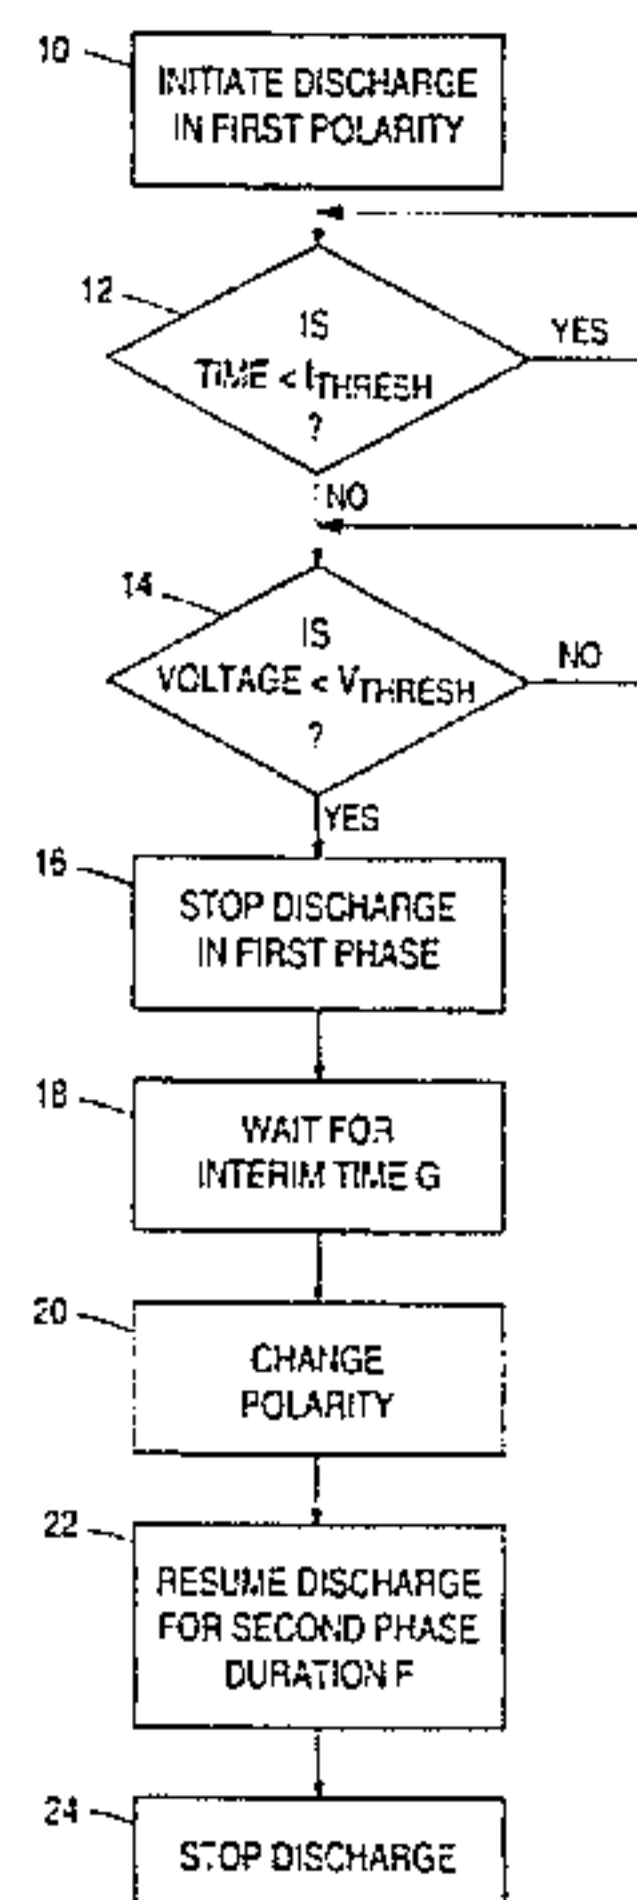 10
INITIATE DISCHARGE
IN FIRST POLARITY
12
IS
TIME < tTHRESH
?
YES
NO
14
IS
VOLTAGE < VTHRESH
?
NO
YES
16
STOP DISCHARGE
IN FIRST PHASE
18
WAIT FOR
INTERIM TIME G
20
CHANGE
POLARITY
22
RESUME DISCHARGE
FOR SECOND PHASE
DURATION F
24
STOP DISCHARGE